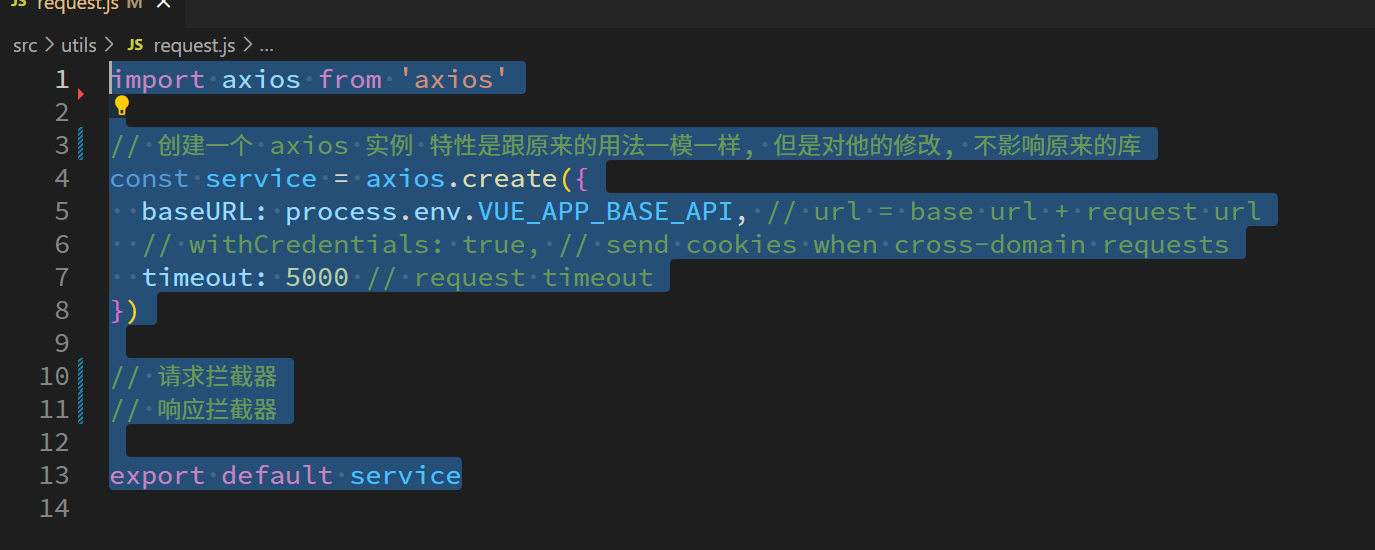 JS request.js M ×
src > utils > JS request.js > ...
1 import axios from 'axios'
2
3 // 创建一个 axios 实例 特性是跟原来的用法一模一样, 但是对他的修改, 不影响原来的库
4 const service = axios.create({
5 baseURL: process.env.VUE_APP_BASE_API, // url = base url + request url
6 // withCredentials: true, // send cookies when cross-domain requests
7 timeout: 5000 // request timeout
8 })
9
10 // 请求拦截器
11 // 响应拦截器
12
13 export default service
14